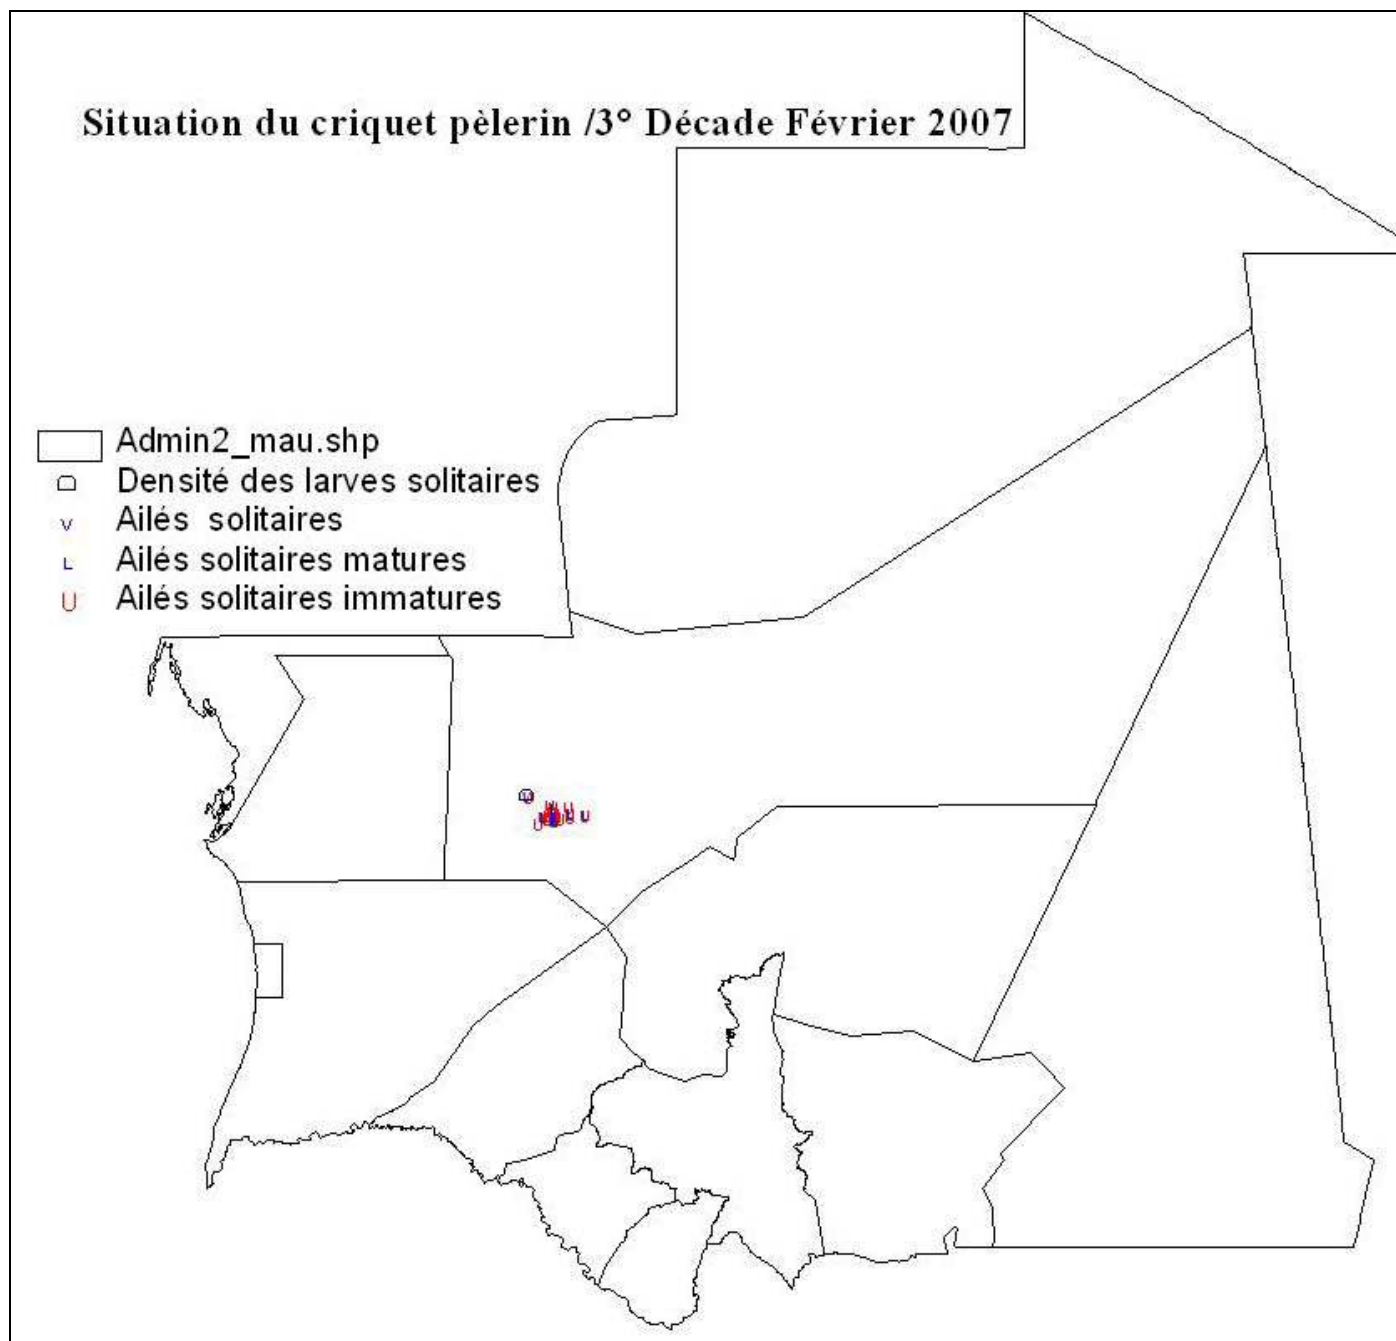 Situation du criquet pèlerin /3° Décade Février 2007
Admin2_mau.shp
Densité des larves solitaires
Ailés solitaires
Ailés solitaires matures
Ailés solitaires immatures